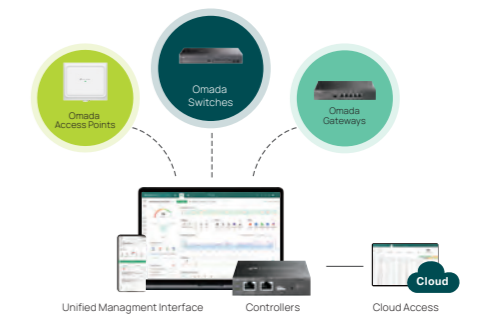 Omada
Access Points
Omada
Switches
Omada
Gateways
Cloud
Unified Managment Interface
Controllers
Cloud Access